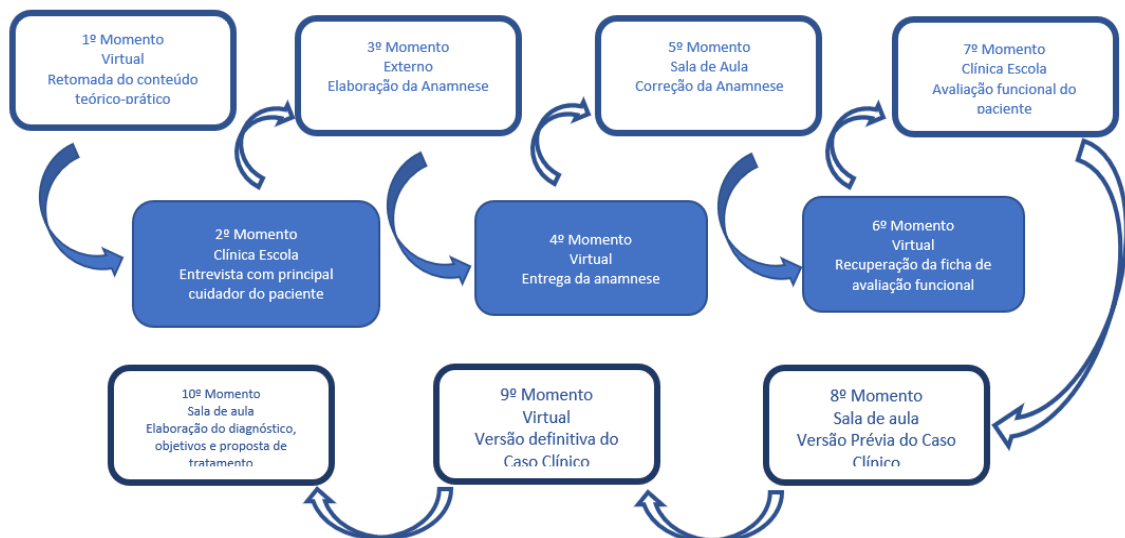 1º Momento
Virtual
Retomada do conteúdo
teórico-prático
2º Momento
Clínica Escola
Entrevista com principal
cuidador do paciente
3º Momento
Externo
Elaboração da Anamnese
4º Momento
Virtual
Entrega da anamnese
5º Momento
Sala de Aula
Correção da Anamnese
6º Momento
Virtual
Recuperação da ficha de
avaliação funcional
7º Momento
Clínica Escola
Avaliação funcional do
paciente
8º Momento
Sala de aula
Versão Prévia do Caso
Clínico
9º Momento
Virtual
Versão definitiva do
Caso Clínico
10º Momento
Sala de aula
Elaboração do diagnóstico,
objetivos e proposta de
tratamento